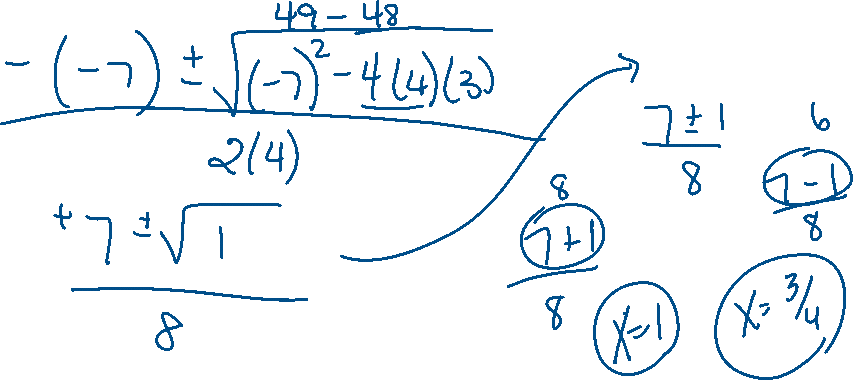 49 - 48
-(-7) ± √((-7)² - 4(4)(3))
2(4)
+7 ± √1
8
7 ± 1
8
8
7+1
8
x=1
6
7-1
8
x=3/4